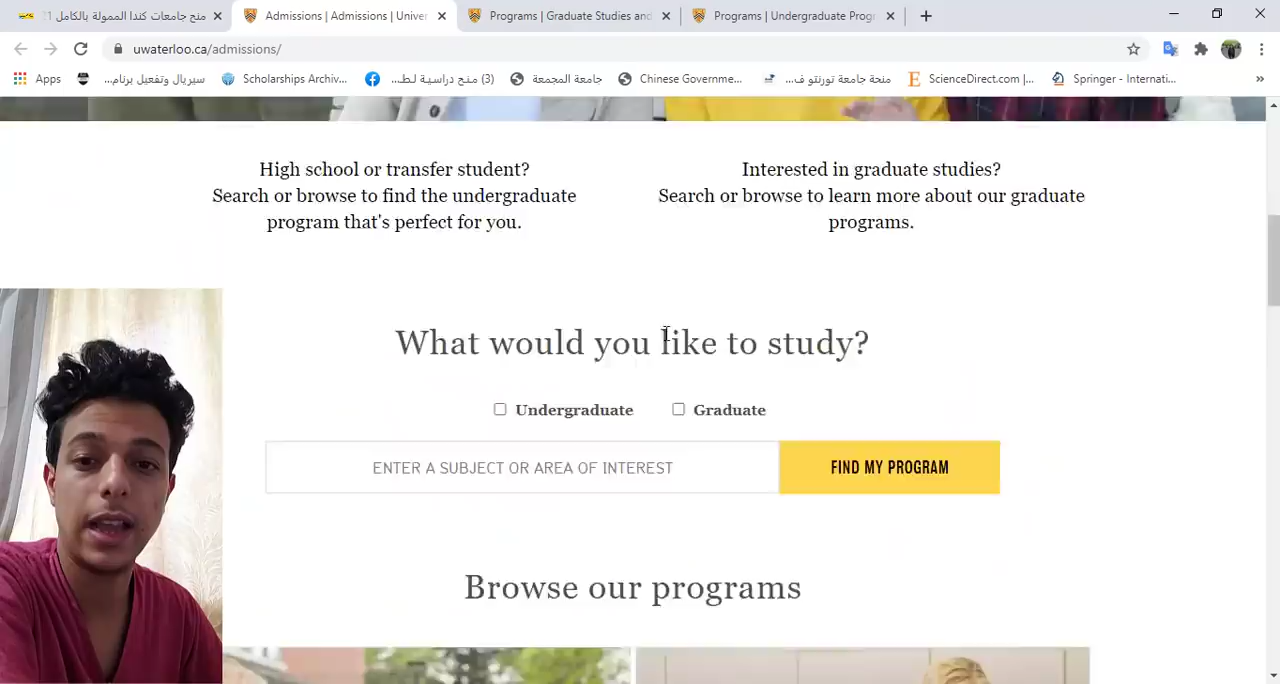 منح جامعات كندا الممولة بالكامل 21
Admissions | Admissions | Univer
Programs | Graduate Studies and
Programs | Undergraduate Prog
uwaterloo.ca/admissions/
Apps
سيريال وتفعيل برنام...
Scholarships Archiv...
(3) منح دراسية لط...
جامعة المجمعة
Chinese Governme...
منحة جامعة تورنتو ف...
ScienceDirect.com |...
Springer - Internati...
»
High school or transfer student?
Search or browse to find the undergraduate
program that's perfect for you.
Interested in graduate studies?
Search or browse to learn more about our graduate
programs.
What would you like to study?
Undergraduate
Graduate
ENTER A SUBJECT OR AREA OF INTEREST
FIND MY PROGRAM
Browse our programs